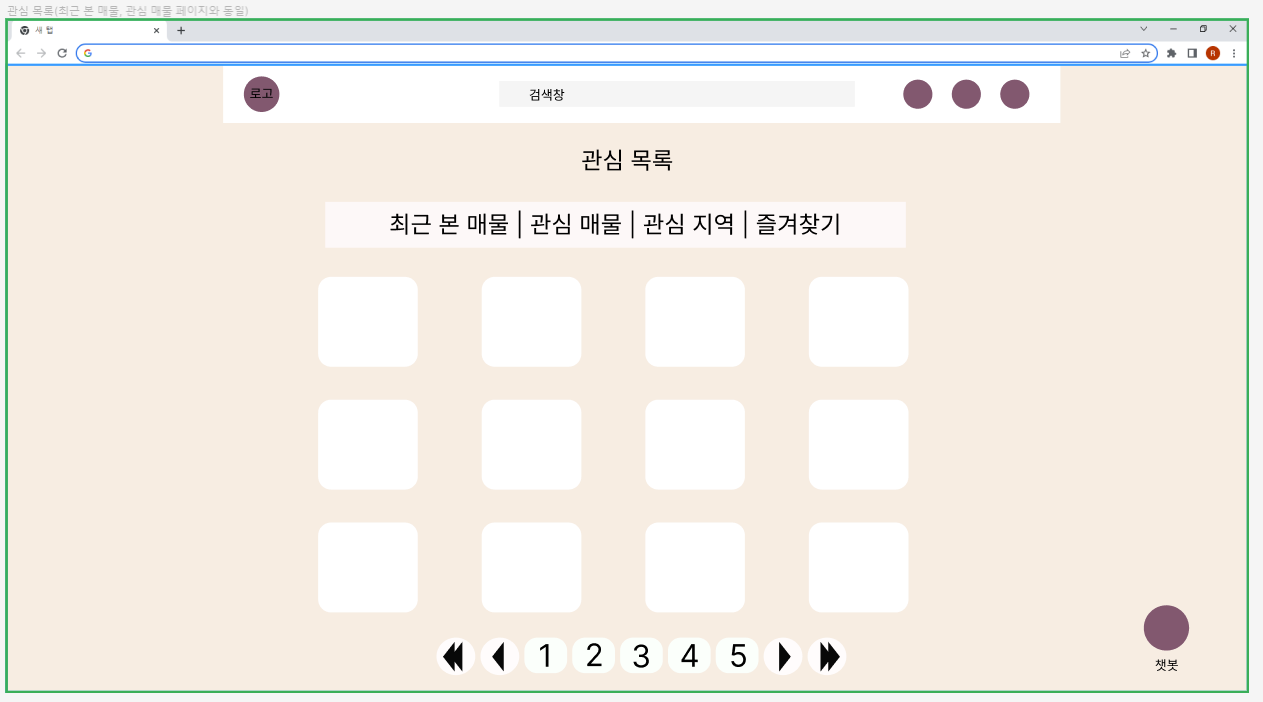 관심 목록(최근 본 매물, 관심 매물 페이지와 동일)
새 탭
R
로고
검색창
관심 목록
최근 본 매물 | 관심 매물 | 관심 지역 | 즐겨찾기
1 2 3 4 5
챗봇